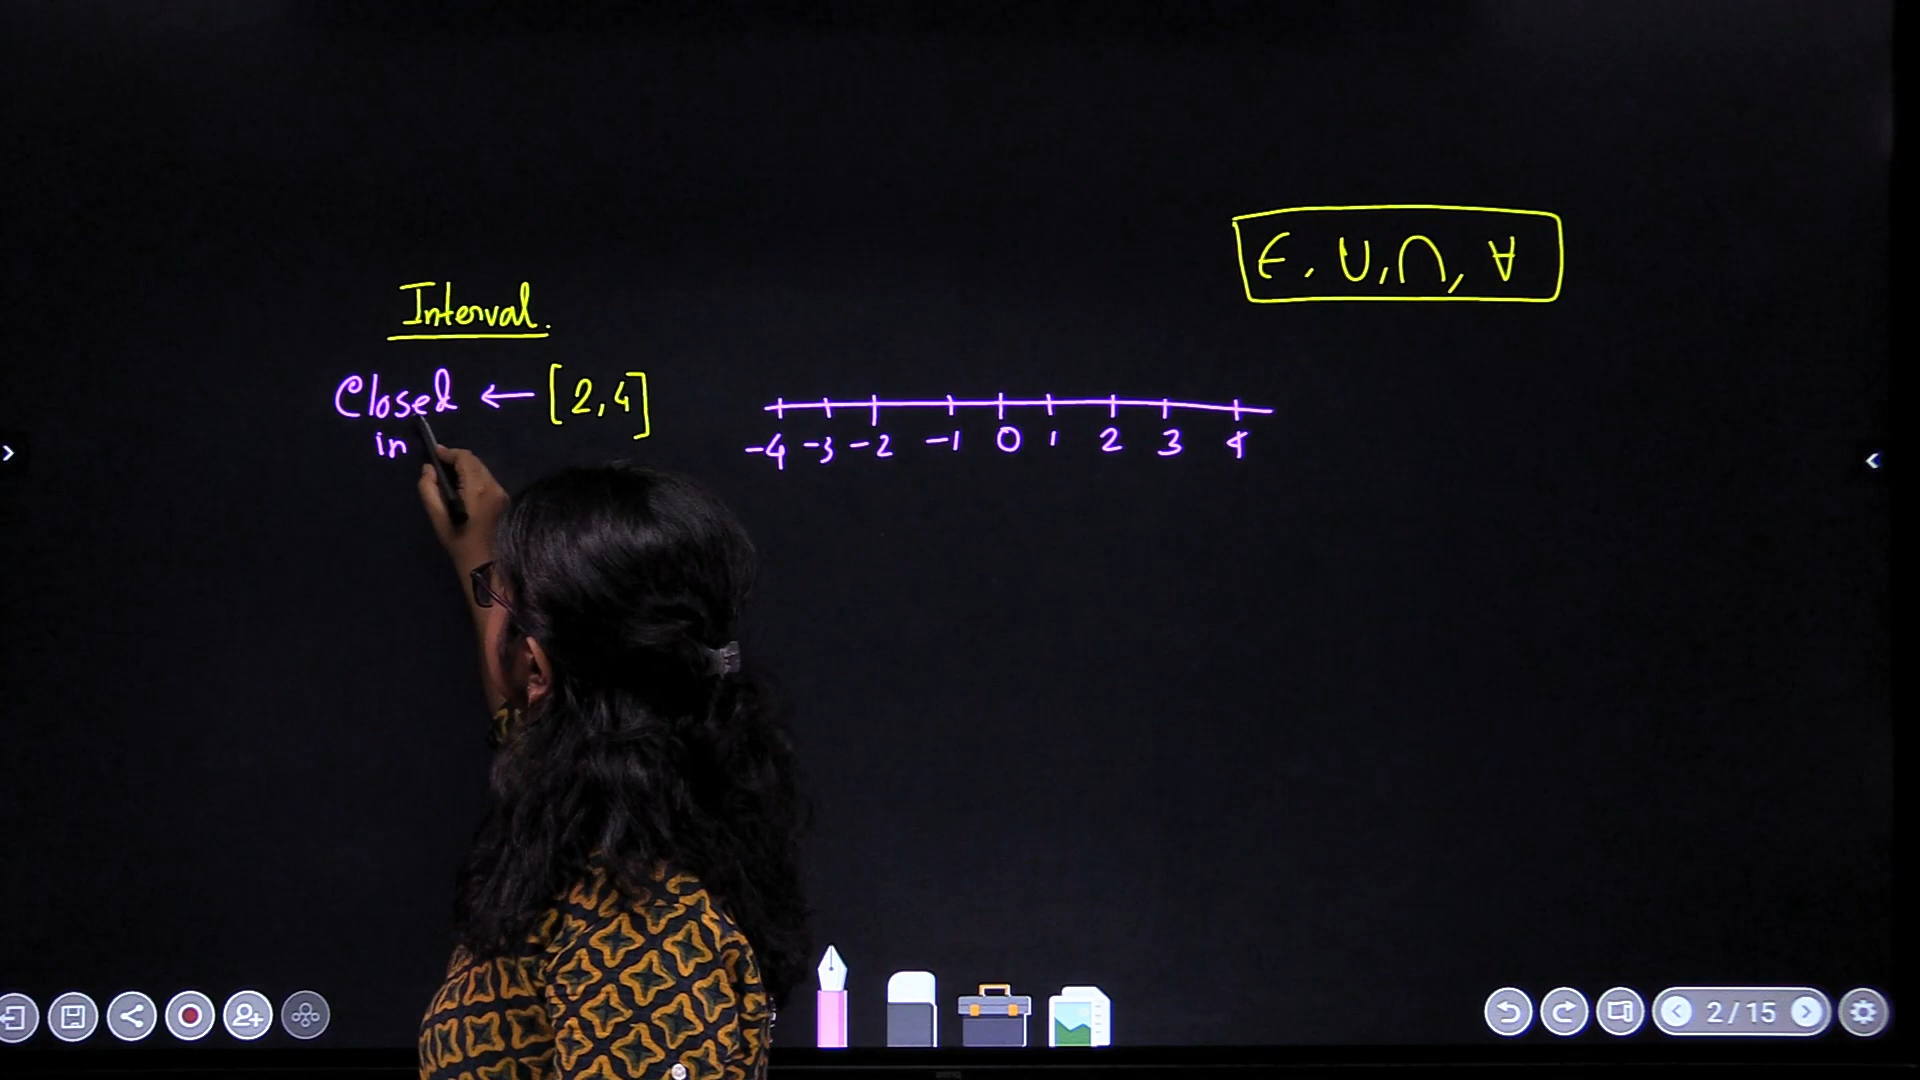 ∈, ∪, ∩, ∀
Interval.
Closed ← [2,4]
in
-4 -3 -2 -1 0 1 2 3 4
2/15